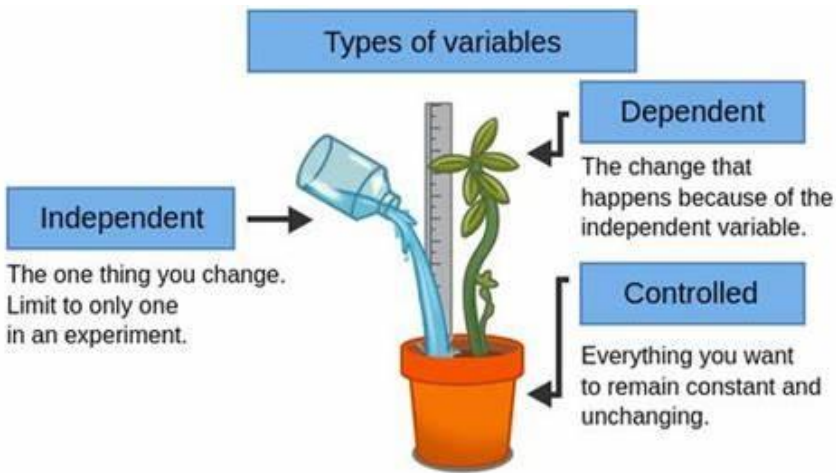 Types of variables
Independent
The one thing you change.
Limit to only one
in an experiment.
Dependent
The change that
happens because of the
independent variable.
Controlled
Everything you want
to remain constant and
unchanging.